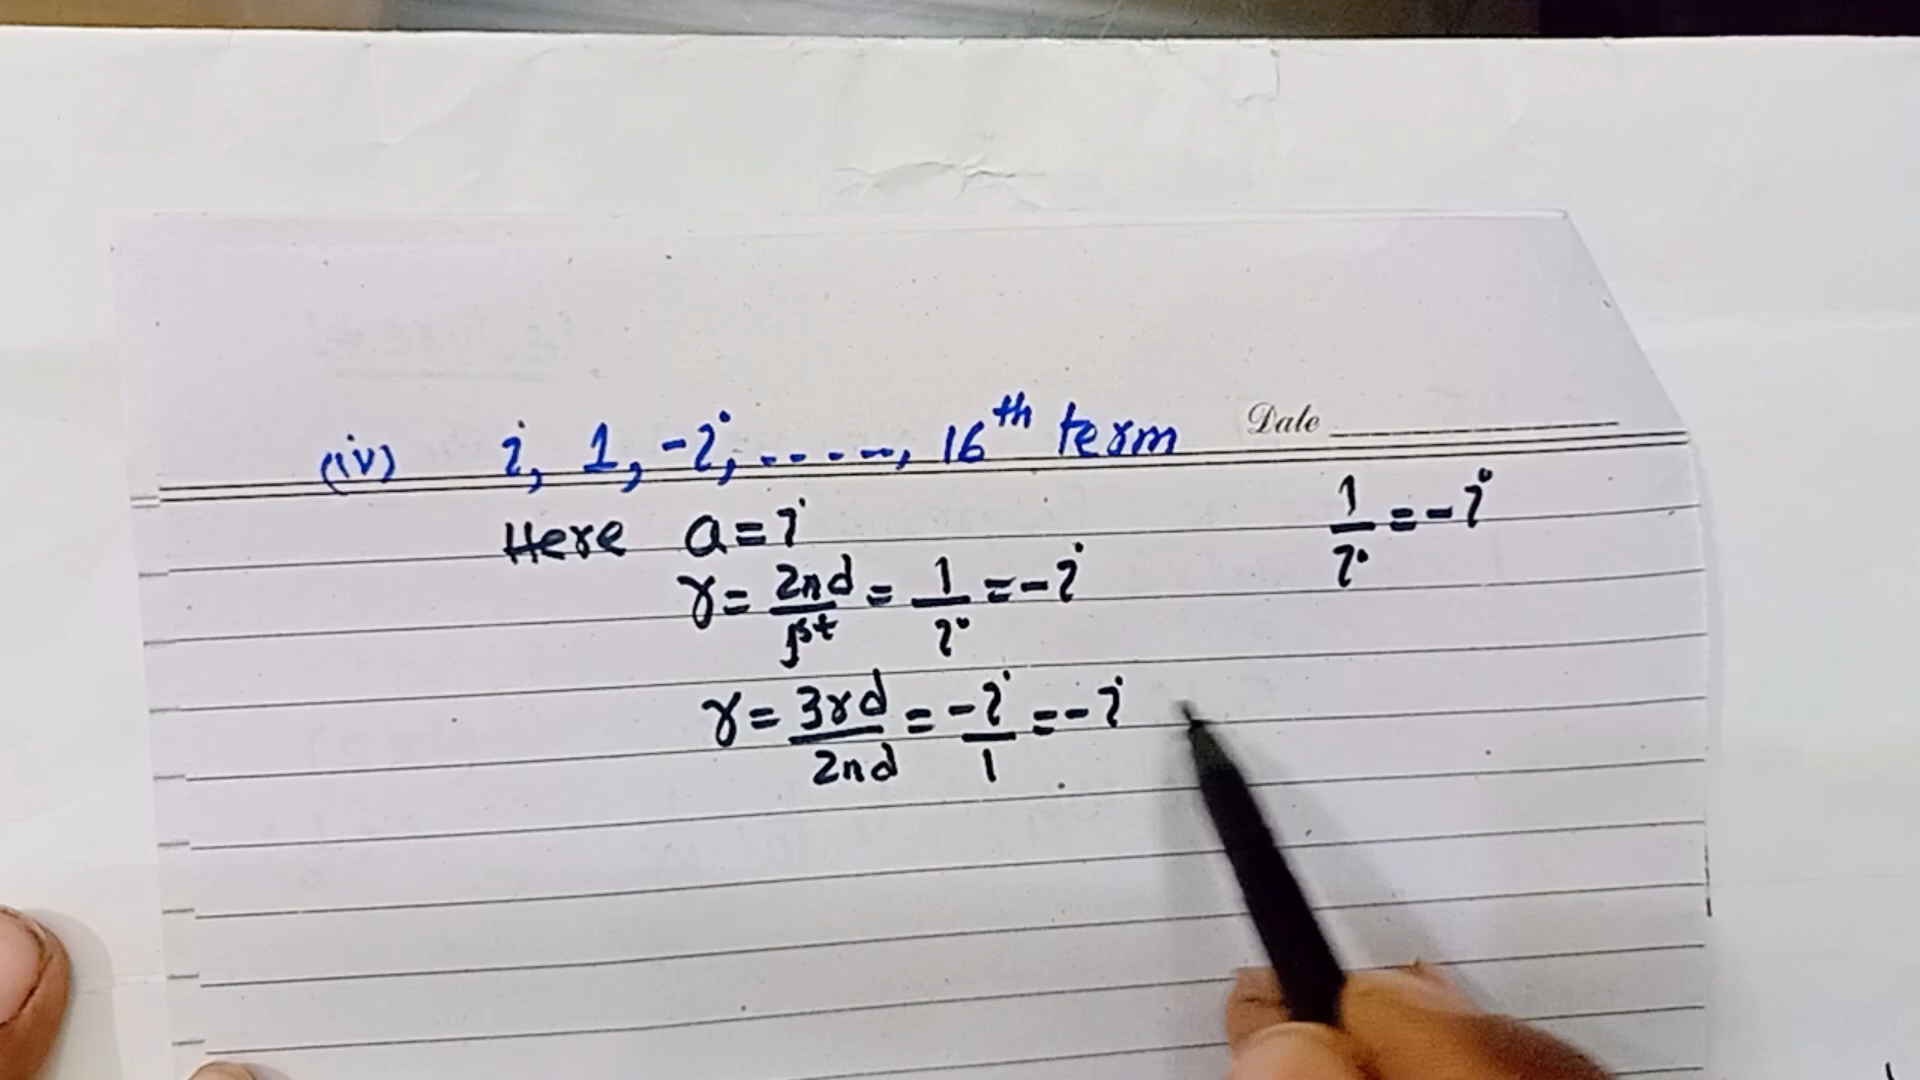 (iv) i, 1, -i, ......, 16th term Date
Here a = i
1/i = -i
r = 2nd/1st = 1/i = -i
r = 3rd/2nd = -i/1 = -i